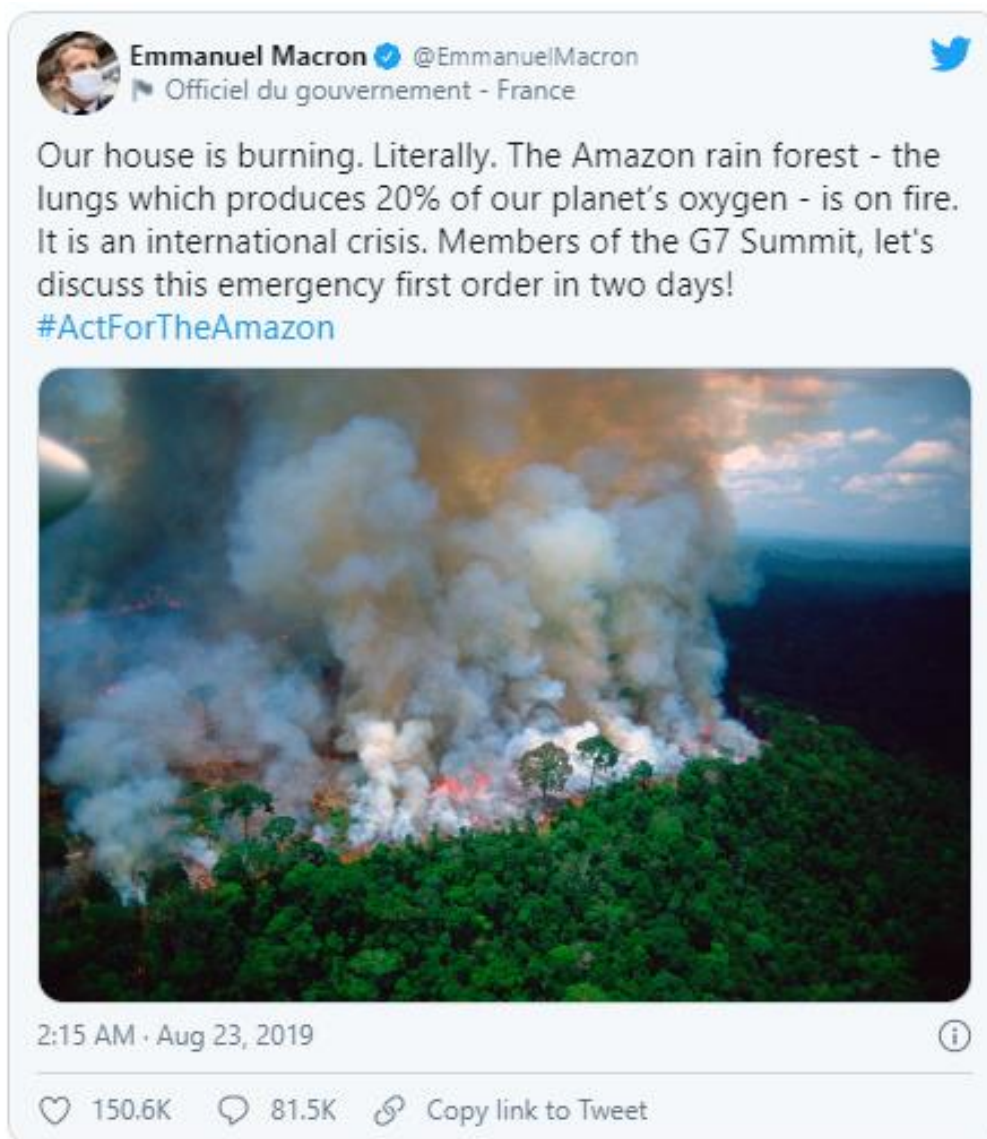 Emmanuel Macron @EmmanuelMacron
Officiel du gouvernement - France
Our house is burning. Literally. The Amazon rain forest - the
lungs which produces 20% of our planet′s oxygen - is on fire.
It is an international crisis. Members of the G7 Summit, let's
discuss this emergency first order in two days!
#ActForTheAmazon
2:15 AM · Aug 23, 2019
150.6K 81.5K Copy link to Tweet